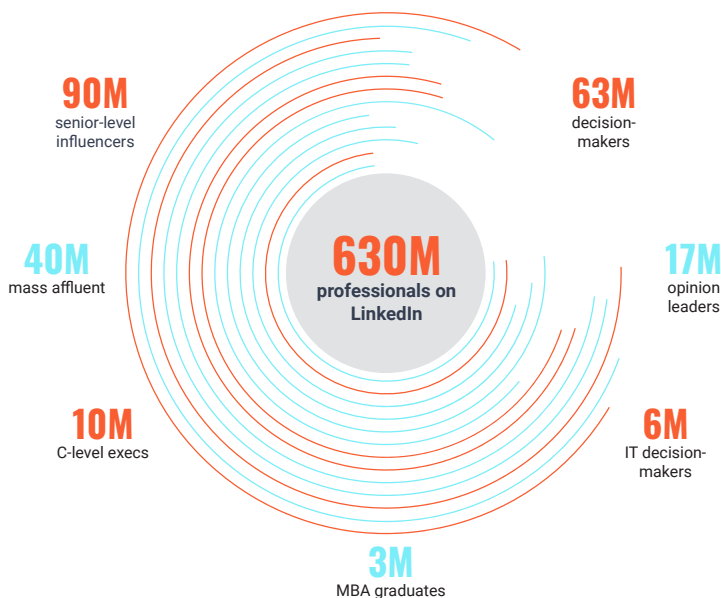 90M
senior-level
influencers
63M
decision-
makers
630M
professionals on
LinkedIn
40M
mass affluent
17M
opinion
leaders
10M
C-level execs
6M
IT decision-
makers
3M
MBA graduates